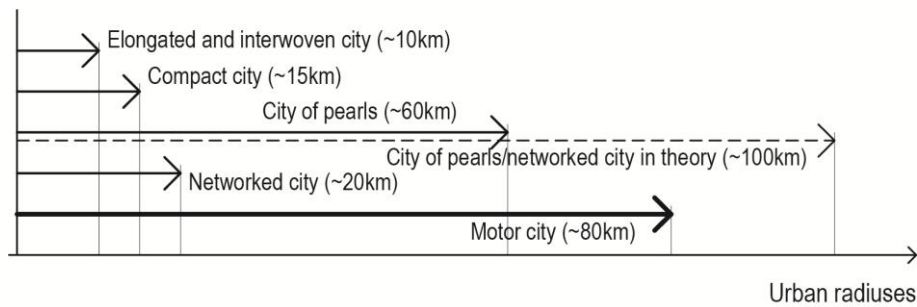 Elongated and interwoven city (~10km)
Compact city (~15km)
City of pearls (~60km)
City of pearls/networked city in theory (~100km)
Networked city (~20km)
Motor city (~80km)
Urban radiuses